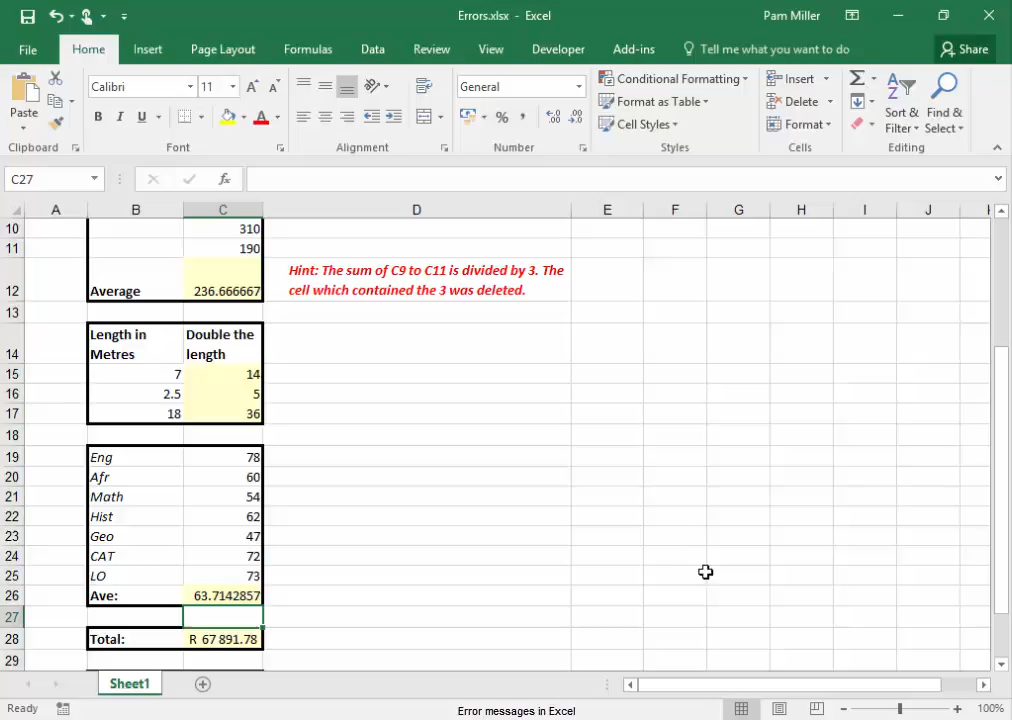 Errors.xlsx - Excel
Pam Miller
File Home Insert Page Layout Formulas Data Review View Developer Add-ins Tell me what you want to do Share
Paste
Calibri 11
General
Conditional Formatting
Format as Table
Cell Styles
Insert
Delete
Format
Sort & Filter
Find & Select
Clipboard Font Alignment Number Styles Cells Editing
C27
A B C D E F G H I J
10 310
11 190
Hint: The sum of C9 to C11 is divided by 3. The
cell which contained the 3 was deleted.
12 Average 236.666667
13
14 Length in Metres Double the length
15 7 14
16 2.5 5
17 18 36
18
19 Eng 78
20 Afr 60
21 Math 54
22 Hist 62
23 Geo 47
24 CAT 72
25 LO 73
26 Ave: 63.7142857
27
28 Total: R 67 891.78
29
Sheet1
Ready
Error messages in Excel
100%